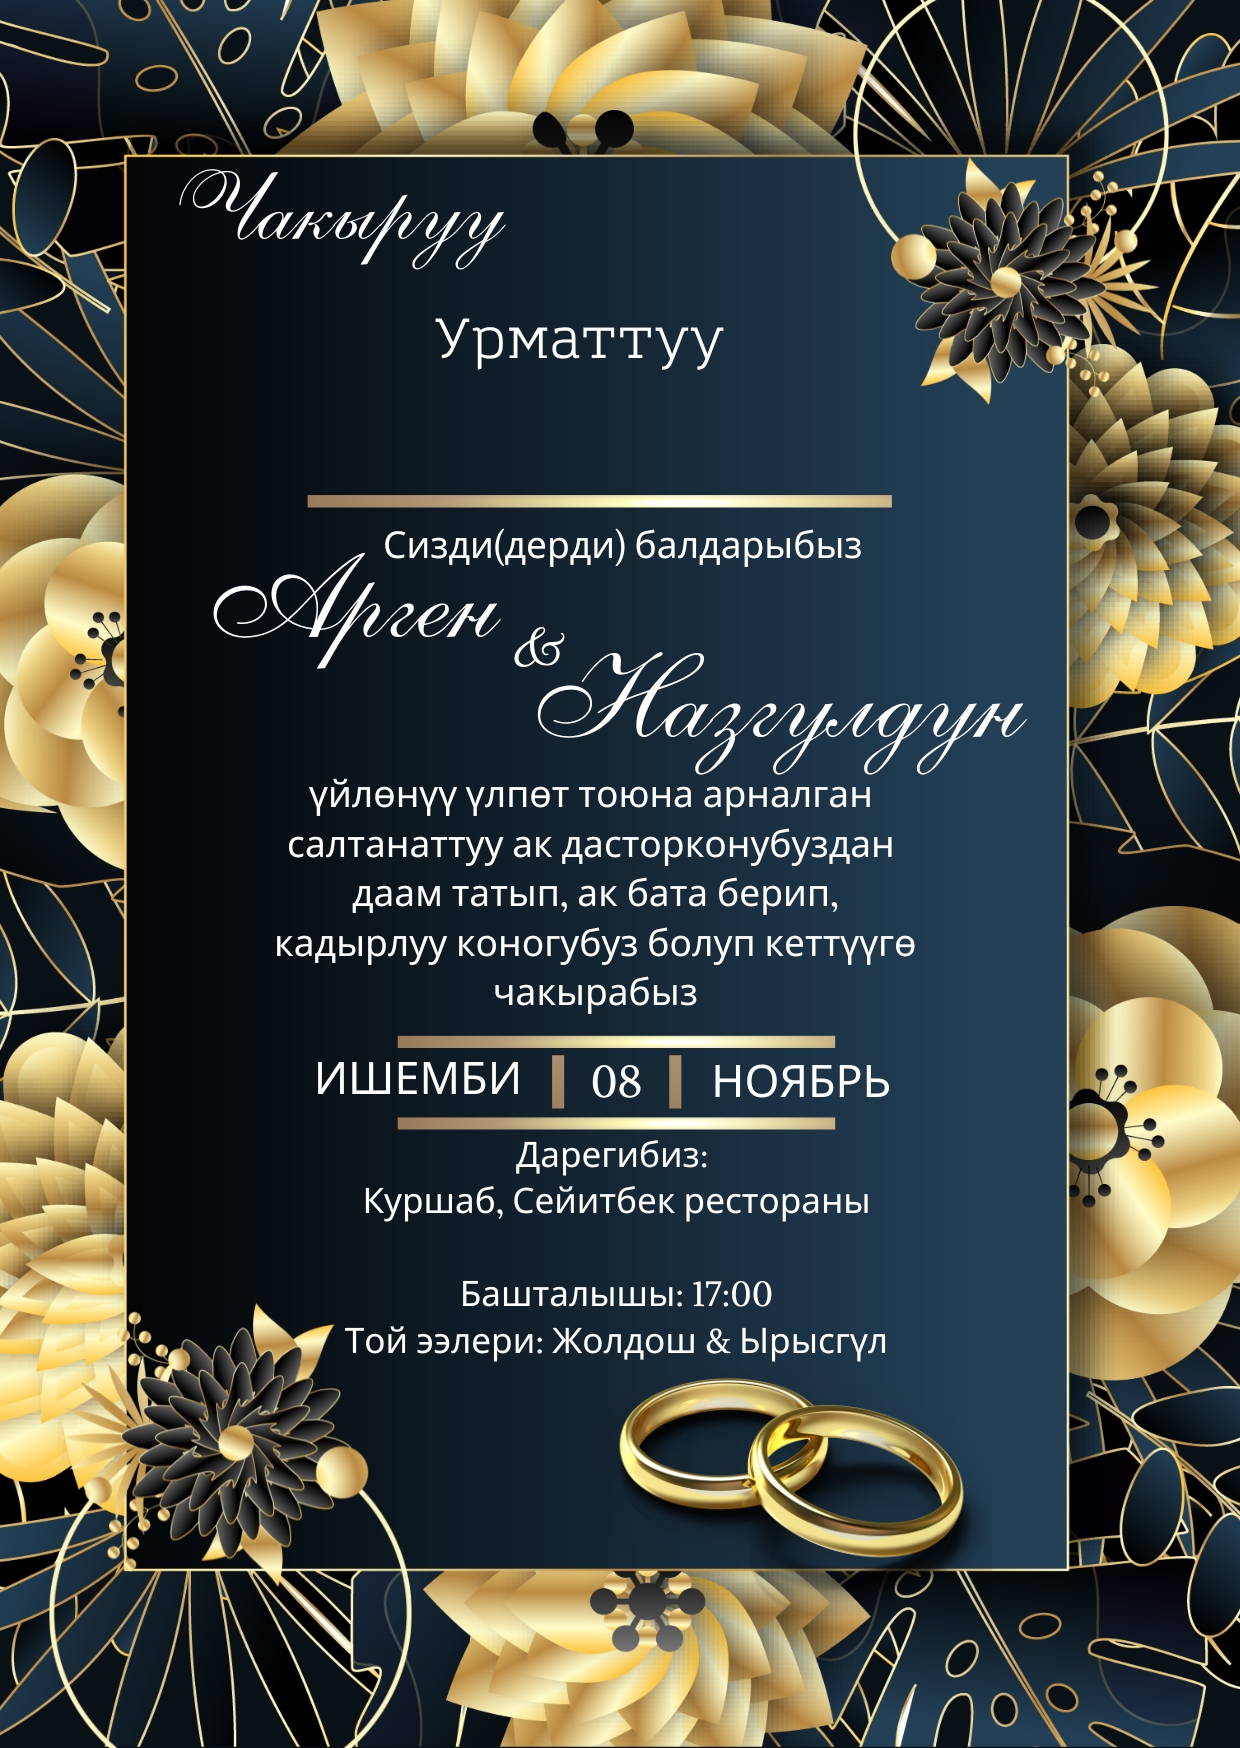 Чакыруу
Урматтуу
Сизди(дерди) балдарыбыз
Арген
&
Назгулдун
үйлөнүү үлпөт тоюна арналган
салтанаттуу ак дасторконубуздан
даам татып, ак бата берип,
кадырлуу коногубуз болуп кеттүүгө
чакырабыз
ИШЕМБИ 08 НОЯБРЬ
Дарегибиз:
Куршаб, Сейитбек рестораны
Башталышы: 17:00
Той ээлери: Жолдош & Ырысгүл